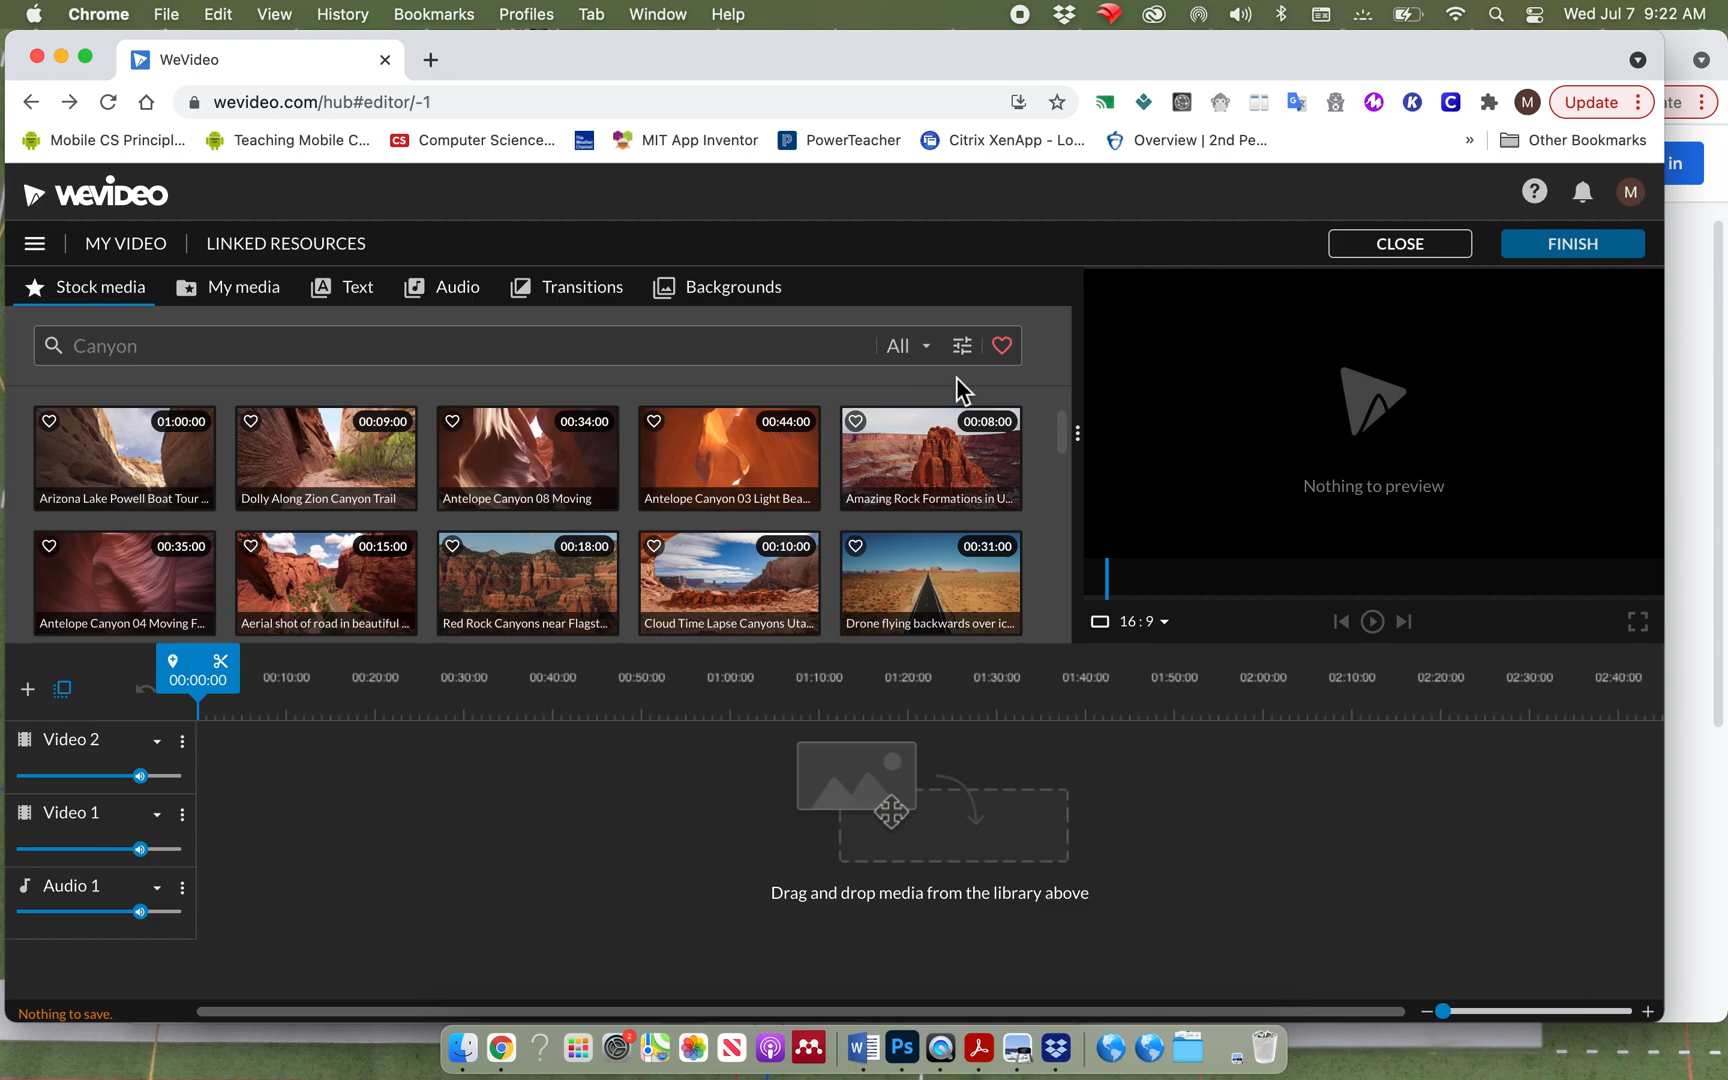 Chrome File Edit View History Bookmarks Profiles Tab Window Help Wed Jul 7 9:22 AM
WeVideo
wevideo.com/hub#editor/-1 M Update
Mobile CS Principl... Teaching Mobile C... CS Computer Science... MIT App Inventor PowerTeacher Citrix XenApp - Lo... Overview | 2nd Pe... » Other Bookmarks
in
wevideo ? M
MY VIDEO LINKED RESOURCES CLOSE FINISH
Stock media My media Text Audio Transitions Backgrounds
Canyon All
01:00:00 00:09:00 00:34:00 00:44:00 00:08:00
Arizona Lake Powell Boat Tour ... Dolly Along Zion Canyon Trail Antelope Canyon 08 Moving Antelope Canyon 03 Light Bea... Amazing Rock Formations in U...
Nothing to preview
00:35:00 00:15:00 00:18:00 00:10:00 00:31:00
Antelope Canyon 04 Moving F... Aerial shot of road in beautiful ... Red Rock Canyons near Flagst... Cloud Time Lapse Canyons Uta... Drone flying backwards over ic...
16:9
00:00:00 00:10:00 00:20:00 00:30:00 00:40:00 00:50:00 01:00:00 01:10:00 01:20:00 01:30:00 01:40:00 01:50:00 02:00:00 02:10:00 02:20:00 02:30:00 02:40:00
Video 2
Video 1
Audio 1
Drag and drop media from the library above
Nothing to save.